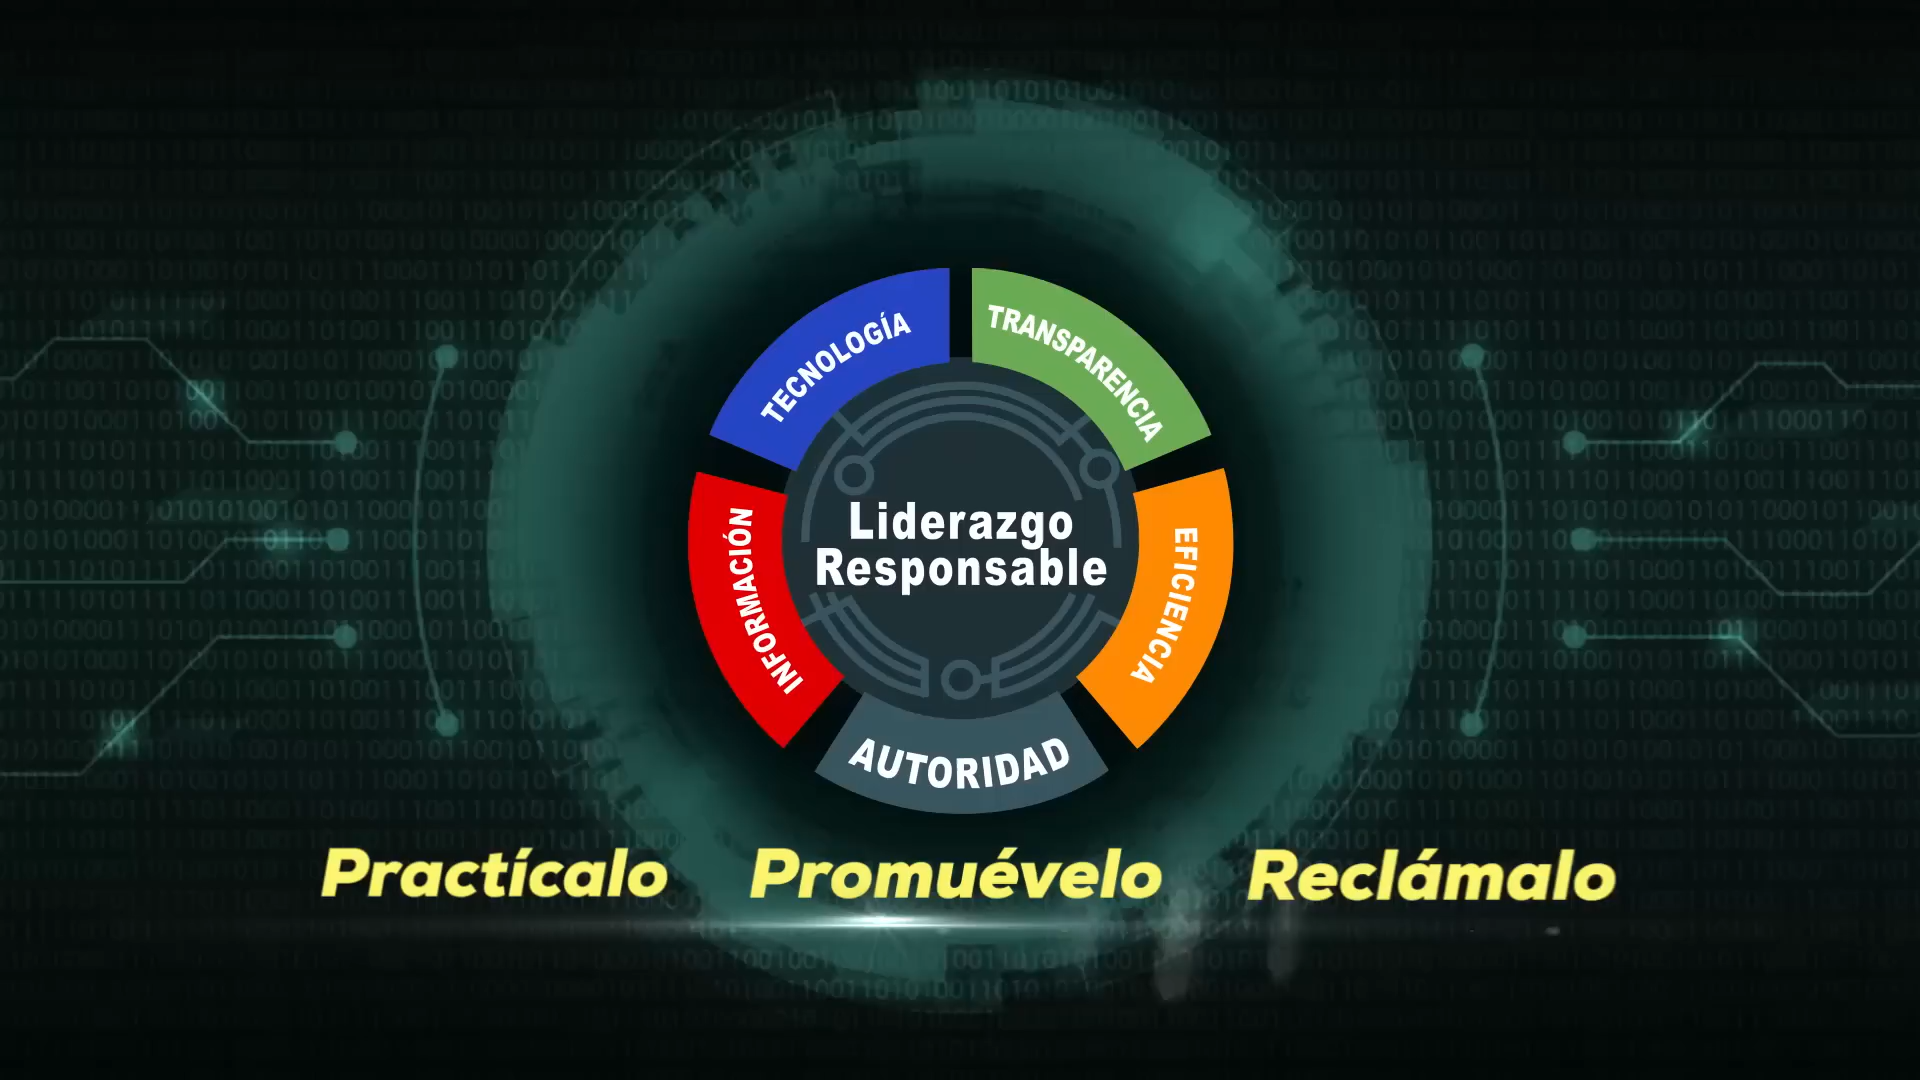 TECNOLOGÍA
TRANSPARENCIA
INFORMACIÓN
Liderazgo
Responsable
EFICIENCIA
AUTORIDAD
Practícalo Promuévelo Reclámalo